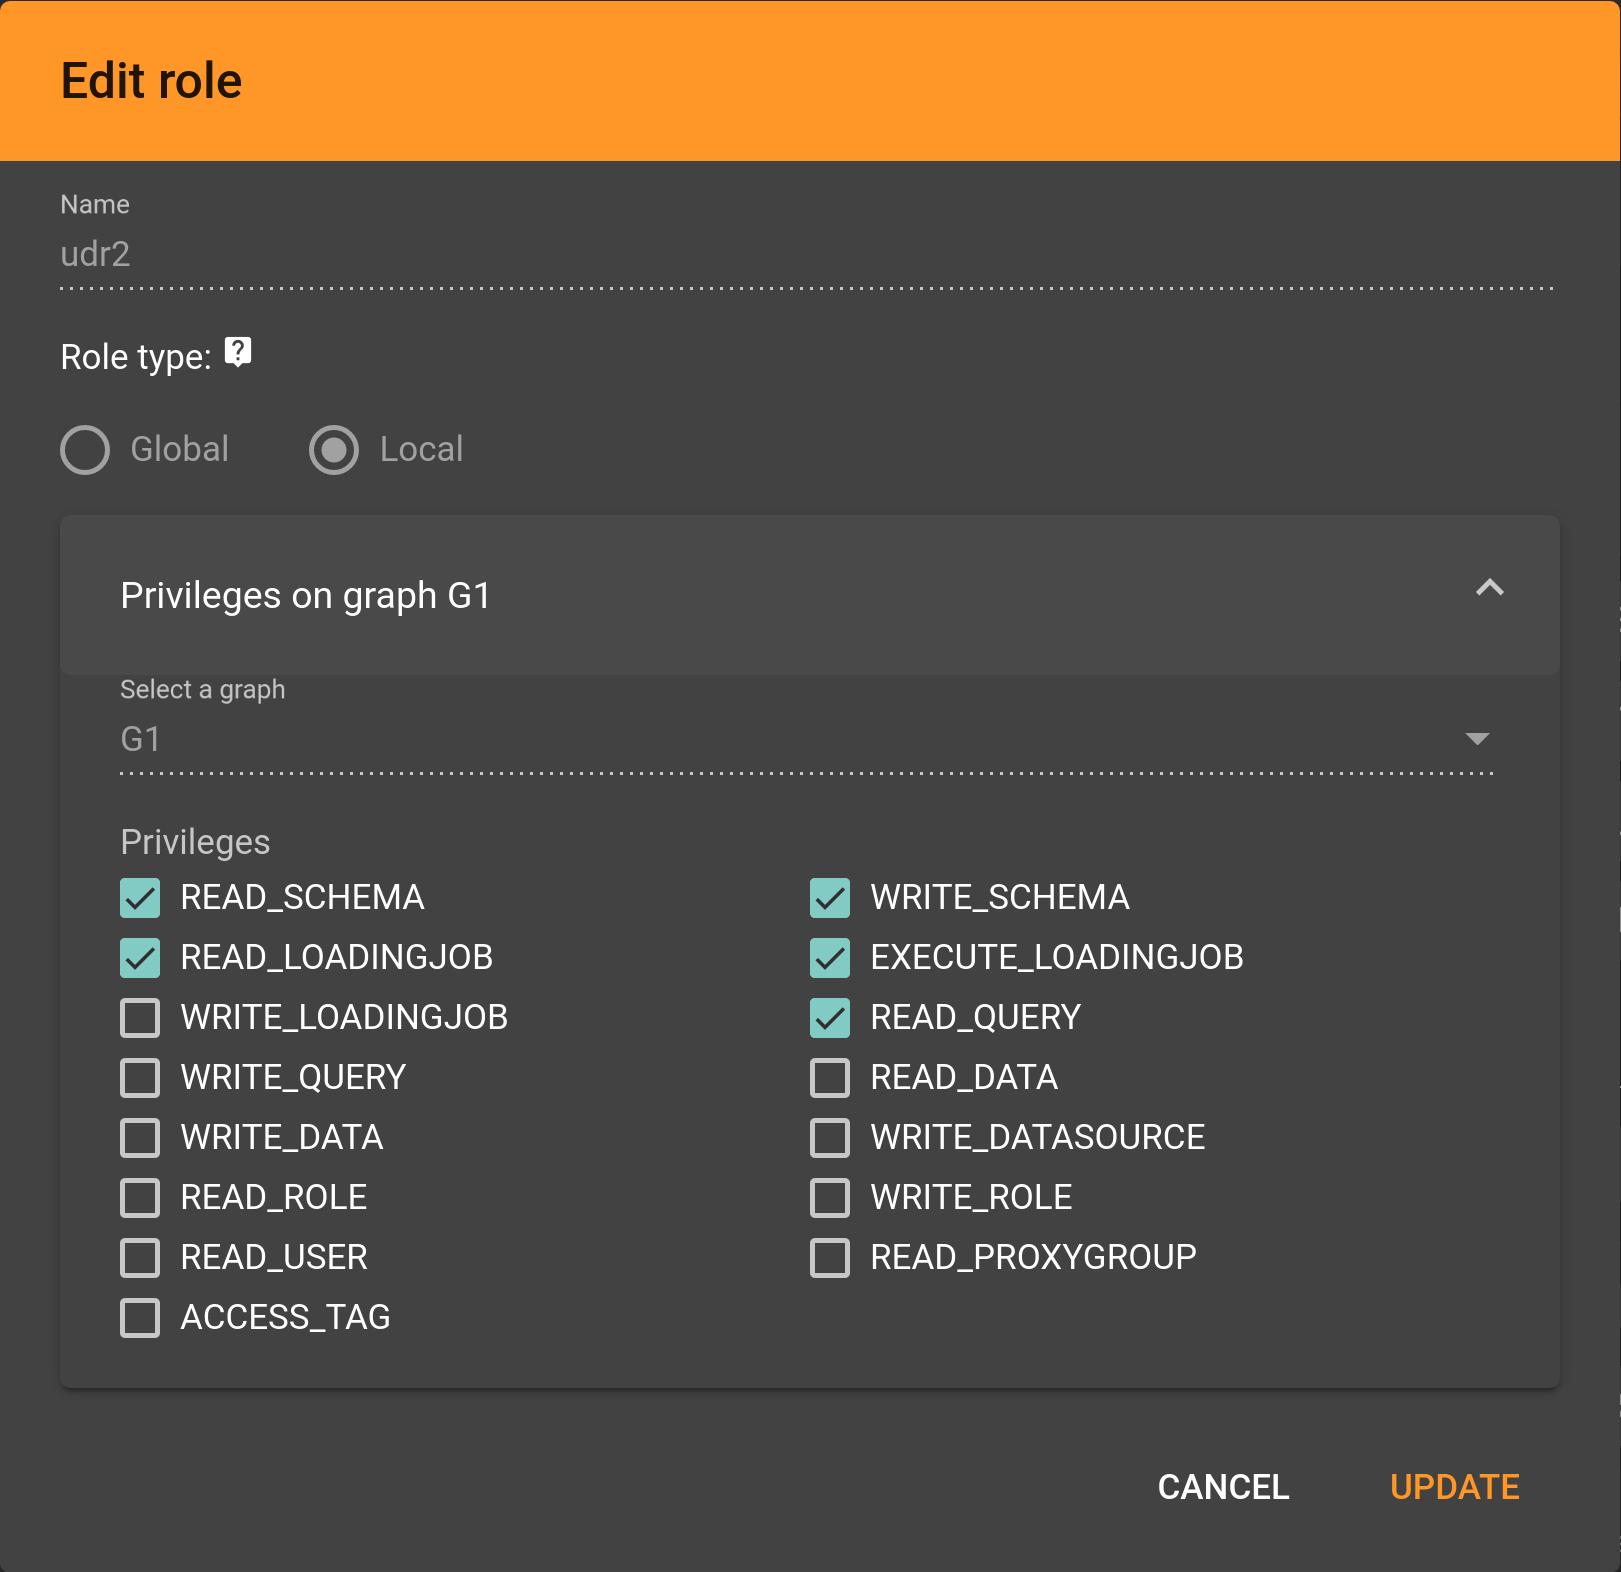 Edit role
Name
udr2
Role type: ?
Global Local
Privileges on graph G1
Select a graph
G1
Privileges
READ_SCHEMA WRITE_SCHEMA
READ_LOADINGJOB EXECUTE_LOADINGJOB
WRITE_LOADINGJOB READ_QUERY
WRITE_QUERY READ_DATA
WRITE_DATA WRITE_DATASOURCE
READ_ROLE WRITE_ROLE
READ_USER READ_PROXYGROUP
ACCESS_TAG
CANCEL UPDATE